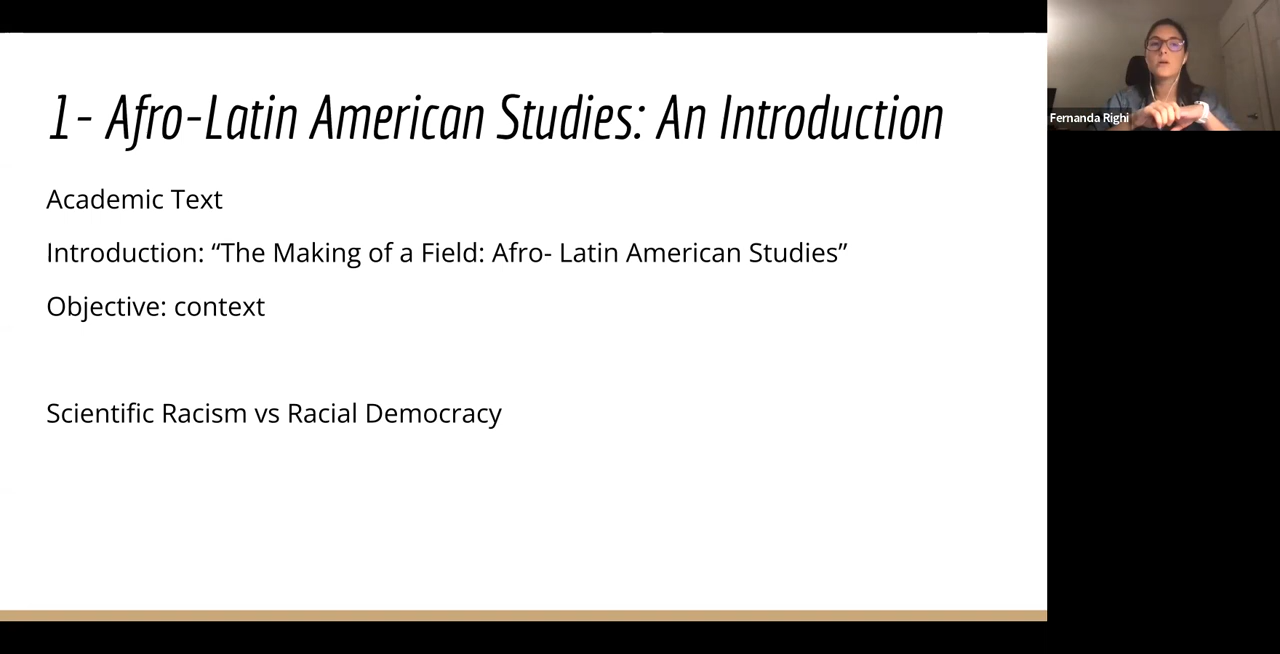 1- Afro-Latin American Studies: An Introduction
Academic Text
Introduction: “The Making of a Field: Afro- Latin American Studies”
Objective: context
Scientific Racism vs Racial Democracy
Fernanda Righi